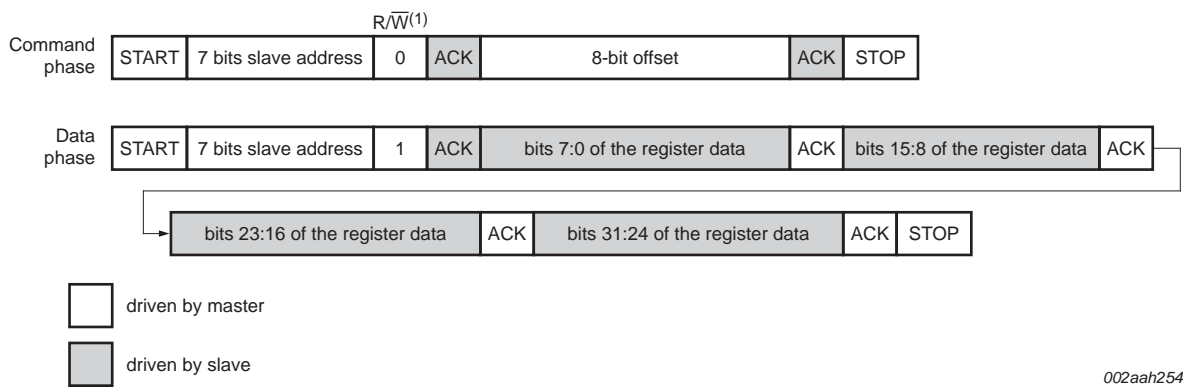 R/W(1)
Command phase START 7 bits slave address 0 ACK 8-bit offset ACK STOP
Data phase START 7 bits slave address 1 ACK bits 7:0 of the register data ACK bits 15:8 of the register data ACK
bits 23:16 of the register data ACK bits 31:24 of the register data ACK STOP
driven by master
driven by slave
002aah254